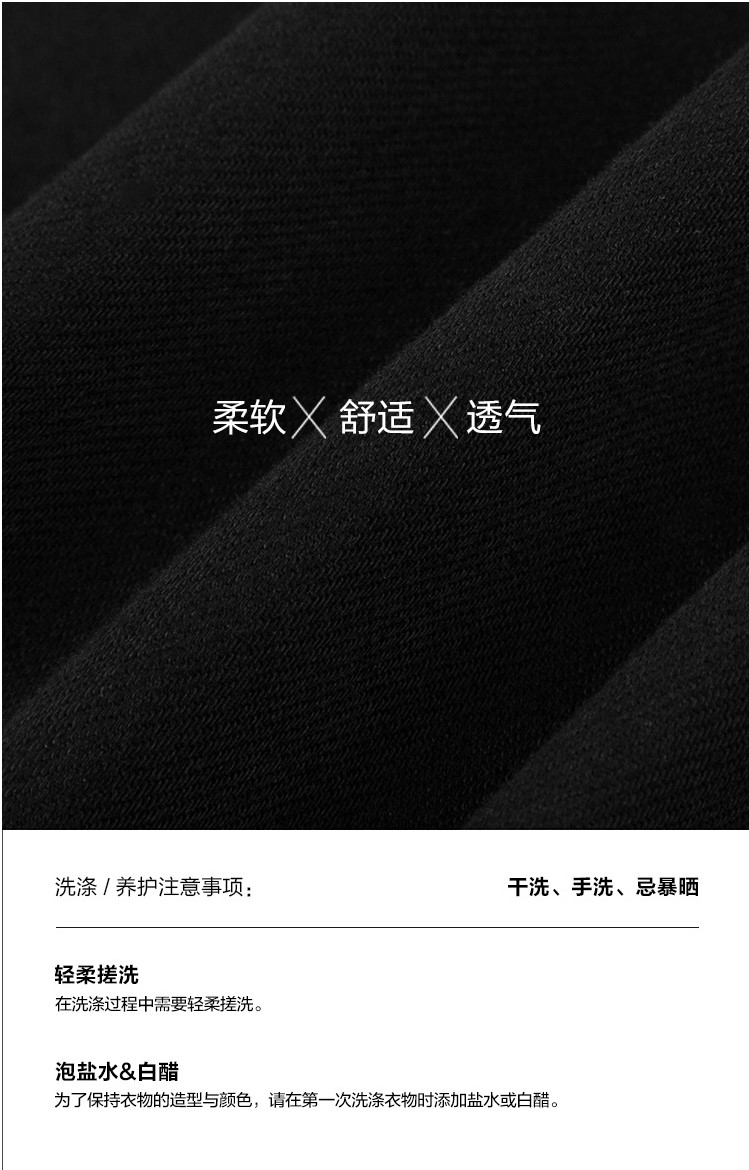 柔软╳舒适╳透气
洗涤 / 养护注意事项: 干洗、手洗、忌暴晒
轻柔搓洗
在洗涤过程中需要轻柔搓洗。
泡盐水&白醋
为了保持衣物的造型与颜色，请在第一次洗涤衣物时添加盐水或白醋。